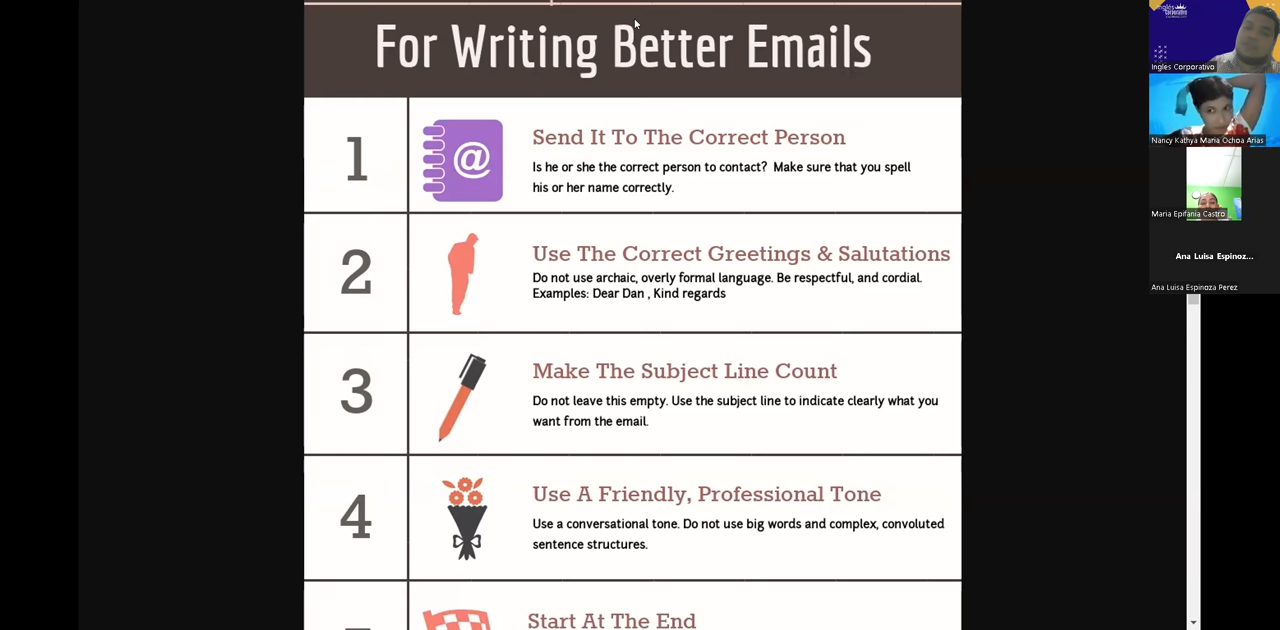 For Writing Better Emails
1
Send It To The Correct Person
Is he or she the correct person to contact? Make sure that you spell
his or her name correctly.
2
Use The Correct Greetings & Salutations
Do not use archaic, overly formal language. Be respectful, and cordial.
Examples: Dear Dan , Kind regards
3
Make The Subject Line Count
Do not leave this empty. Use the subject line to indicate clearly what you
want from the email.
4
Use A Friendly, Professional Tone
Use a conversational tone. Do not use big words and complex, convoluted
sentence structures.
Start At The End
Inglés Corporativo
Nancy Kathya Maria Ochoa Arias
Maria Epifania Castro
Ana Luisa Espinoz...
Ana Luisa Espinoza Perez